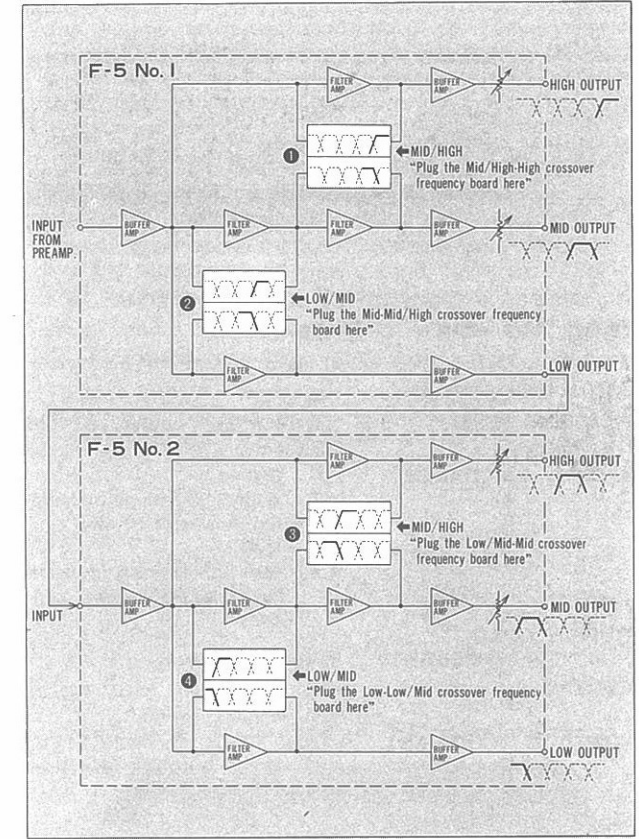 F-5 No. 1
FILTER AMP
BUFFER AMP
HIGH OUTPUT
❶
MID/HIGH
"Plug the Mid/High-High crossover
frequency board here"
INPUT
FROM
PREAMP.
BUFFER AMP
FILTER AMP
FILTER AMP
BUFFER AMP
MID OUTPUT
❷
LOW/MID
"Plug the Mid-Mid/High crossover frequency
board here"
FILTER AMP
BUFFER AMP
LOW OUTPUT
F-5 No. 2
FILTER AMP
BUFFER AMP
HIGH OUTPUT
❸
MID/HIGH
"Plug the Low/Mid-Mid crossover
frequency board here"
INPUT
BUFFER AMP
FILTER AMP
FILTER AMP
BUFFER AMP
MID OUTPUT
❹
LOW/MID
"Plug the Low-Low/Mid crossover frequency
board here"
FILTER AMP
BUFFER AMP
LOW OUTPUT